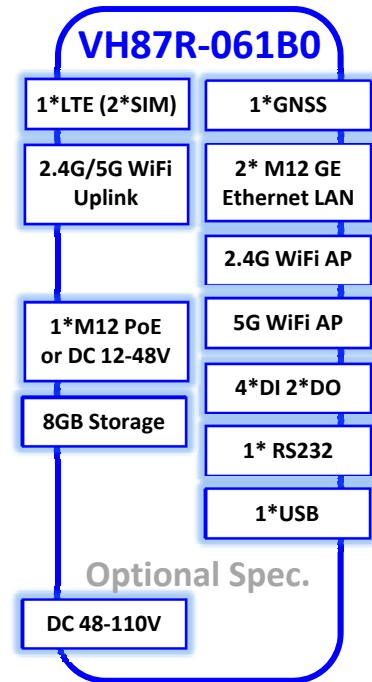 VH87R-061B0
1*LTE (2*SIM)
2.4G/5G WiFi
Uplink
1*M12 PoE
or DC 12-48V
8GB Storage
1*GNSS
2* M12 GE
Ethernet LAN
2.4G WiFi AP
5G WiFi AP
4*DI 2*DO
1* RS232
1*USB
Optional Spec.
DC 48-110V